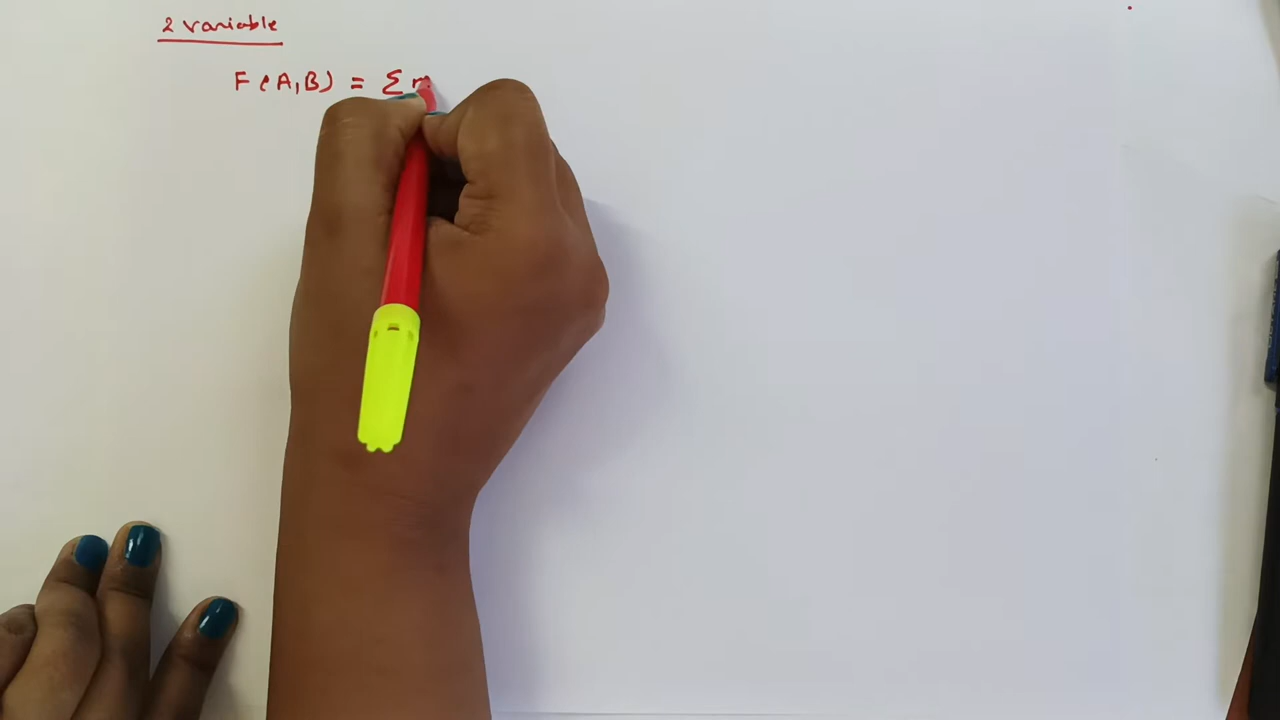 2 Variable
F(A,B) = Σm